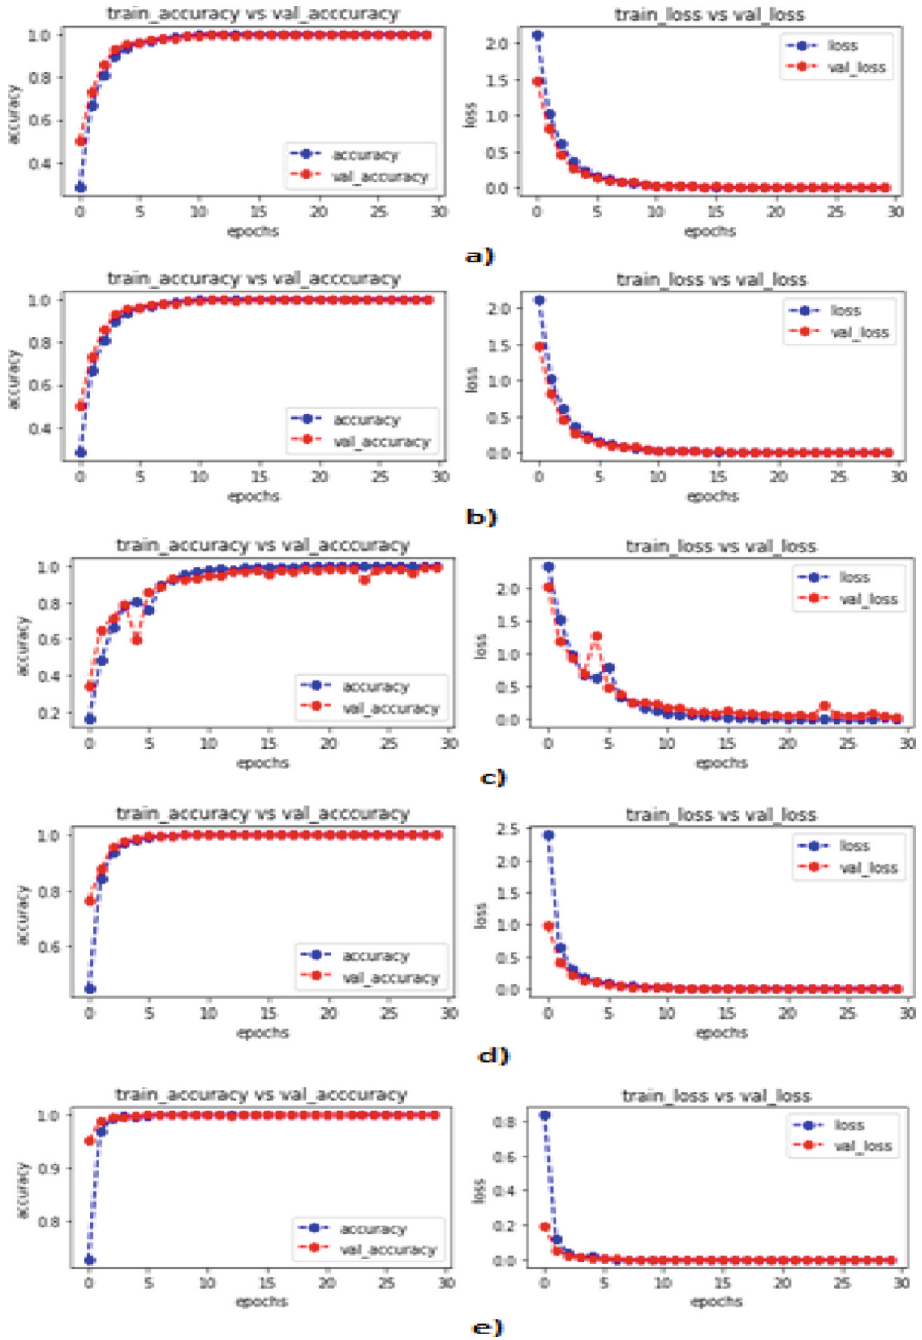 train_accuracy vs val_acccuracy
train_loss vs val_loss
accuracy
1.0
0.8
0.6
0.4
accuracy
val_accuracy
0 5 10 15 20 25 30
epochs
loss
2.0
1.5
1.0
0.5
0.0
loss
val_loss
0 5 10 15 20 25 30
epochs
a)
train_accuracy vs val_acccuracy
train_loss vs val_loss
accuracy
1.0
0.8
0.6
0.4
accuracy
val_accuracy
0 5 10 15 20 25 30
epochs
loss
2.0
1.5
1.0
0.5
0.0
loss
val_loss
0 5 10 15 20 25 30
epochs
b)
train_accuracy vs val_acccuracy
train_loss vs val_loss
accuracy
1.0
0.8
0.6
0.4
0.2
accuracy
val_accuracy
0 5 10 15 20 25 30
epochs
loss
2.0
1.5
1.0
0.5
0.0
loss
val_loss
0 5 10 15 20 25 30
epochs
c)
train_accuracy vs val_acccuracy
train_loss vs val_loss
accuracy
1.0
0.8
0.6
accuracy
val_accuracy
0 5 10 15 20 25 30
epochs
loss
2.5
2.0
1.5
1.0
0.5
0.0
loss
val_loss
0 5 10 15 20 25 30
epochs
d)
train_accuracy vs val_acccuracy
train_loss vs val_loss
accuracy
1.0
0.9
0.8
accuracy
val_accuracy
0 5 10 15 20 25 30
epochs
loss
0.8
0.6
0.4
0.2
0.0
loss
val_loss
0 5 10 15 20 25 30
epochs
e)